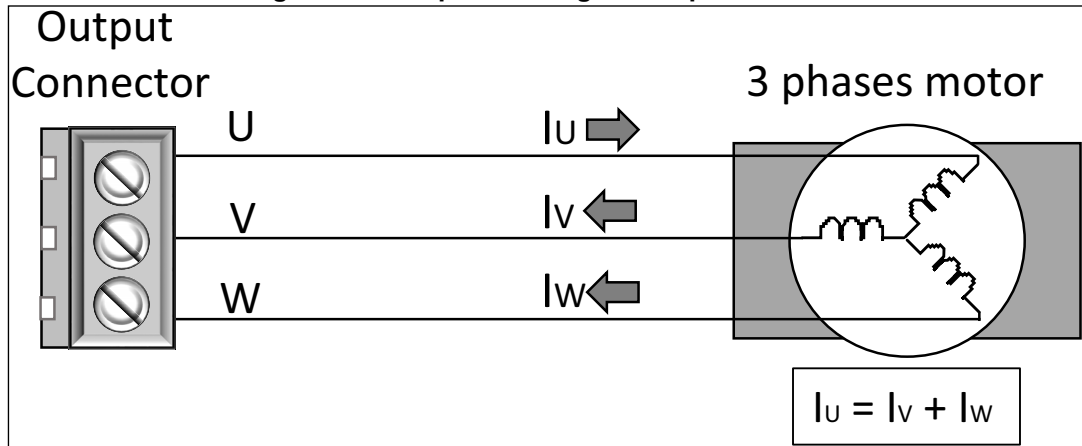 Output
Connector
3 phases motor
U
IU
V
IV
W
IW
IU = IV + IW